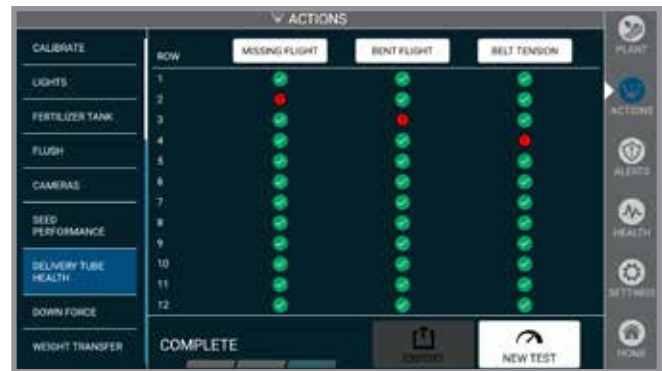 ACTIONS
CALIBRATE
LIGHTS
FERTILIZER TANK
FLUSH
CAMERAS
SEED
PERFORMANCE
DELIVERY TUBE
HEALTH
DOWN FORCE
WEIGHT TRANSFER
ROW
MISSING FLIGHT
BENT FLIGHT
BELT TENSION
1
2
3
4
5
6
7
8
9
10
11
12
COMPLETE
EXPORT
NEW TEST
PLANT
ACTIONS
ALERTS
HEALTH
SETTINGS
HOME